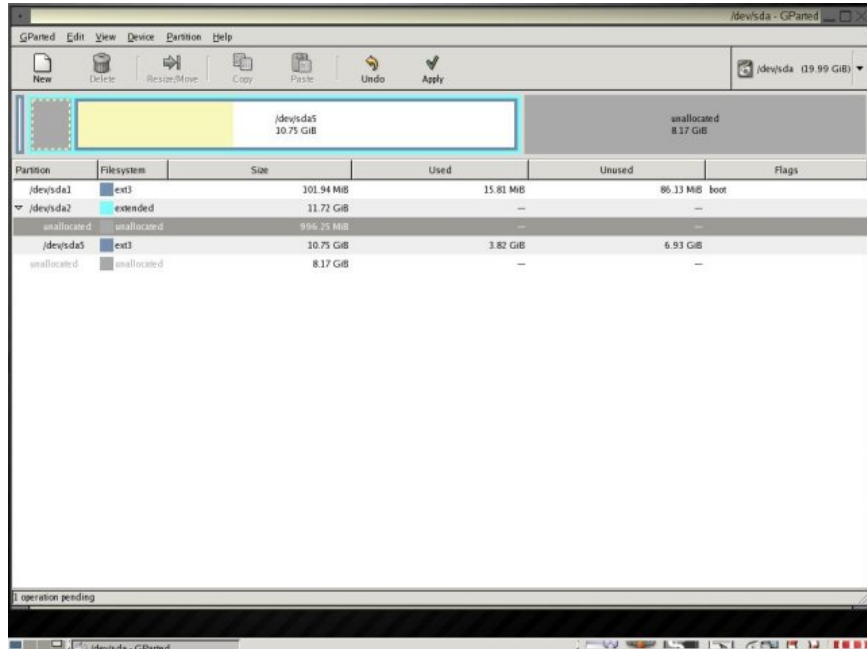 /dev/sda - GParted
GParted Edit View Device Partition Help
New Delete Resize/Move Copy Paste Undo Apply /dev/sda (19.99 GiB)
/dev/sda5
10.75 GiB
unallocated
8.17 GiB
Partition Filesystem Size Used Unused Flags
/dev/sda1 ext3 101.94 MiB 15.81 MiB 86.13 MiB boot
/dev/sda2 extended 11.72 GiB — —
unallocated unallocated 996.25 MiB — —
/dev/sda5 ext3 10.75 GiB 3.82 GiB 6.93 GiB
unallocated unallocated 8.17 GiB — —
1 operation pending
/dev/sda - GParted